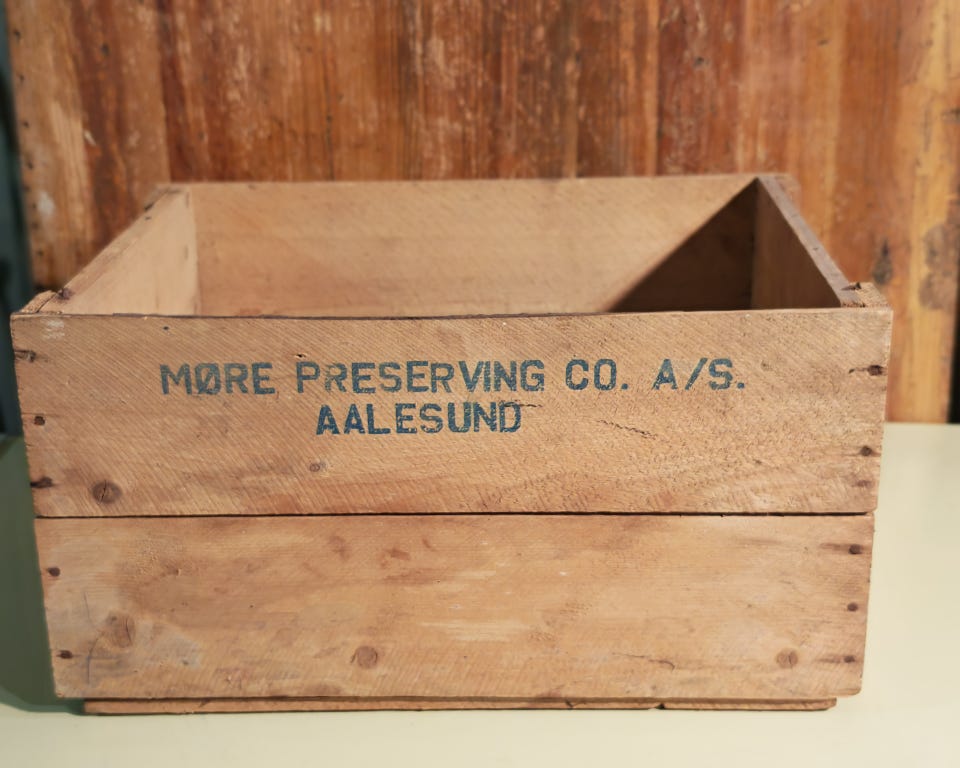 MØRE PRESERVING CO. A/S.
AALESUND